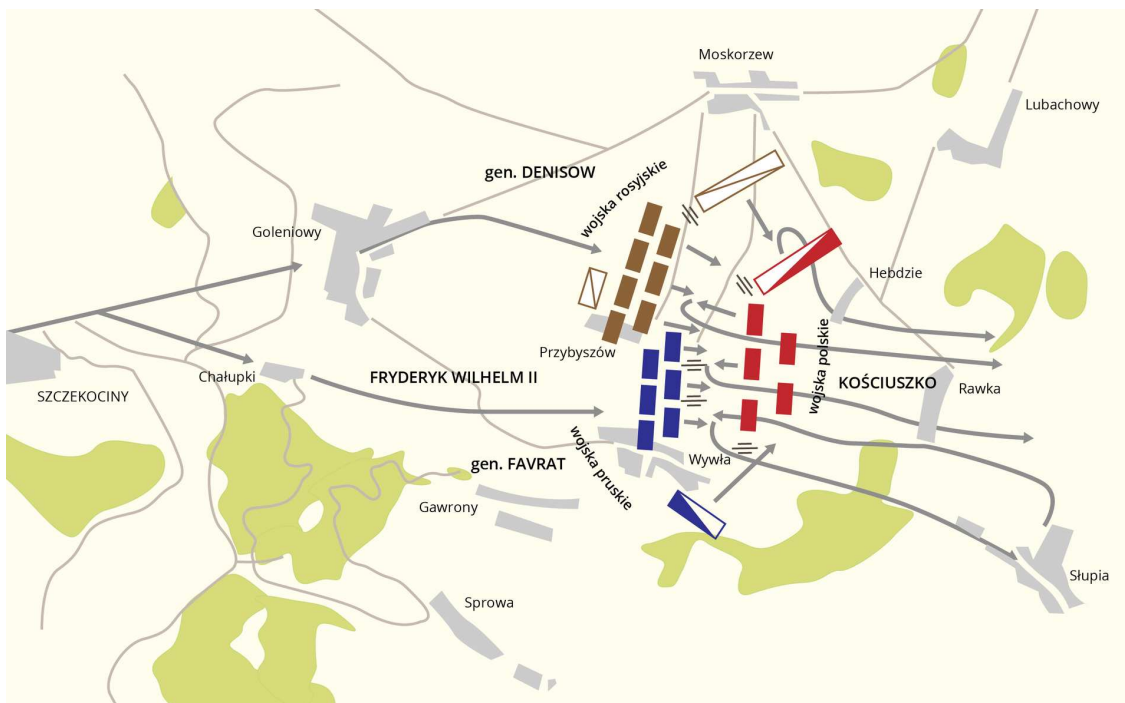 Moskorzew
Lubachowy
gen. DENISOW
wojska rosyjskie
Goleniowy
Hebdzie
Przybyszów
wojska polskie
Chałupki
FRYDERYK WILHELM II
KOŚCIUSZKO
Rawka
SZCZEKOCINY
wojska pruskie
Wywła
gen. FAVRAT
Gawrony
Słupia
Sprowa